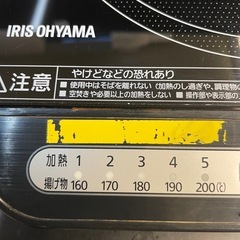 IRIS OHYAMA
注意
やけどなどの恐れあり
■使用中はそばを離れない（加熱のし過ぎや、調理物
■空焚きや必要以上の加熱をしない ■操作部や表示部の
加熱 1 2 3 4 5
揚げ物 160 170 180 190 200(℃)